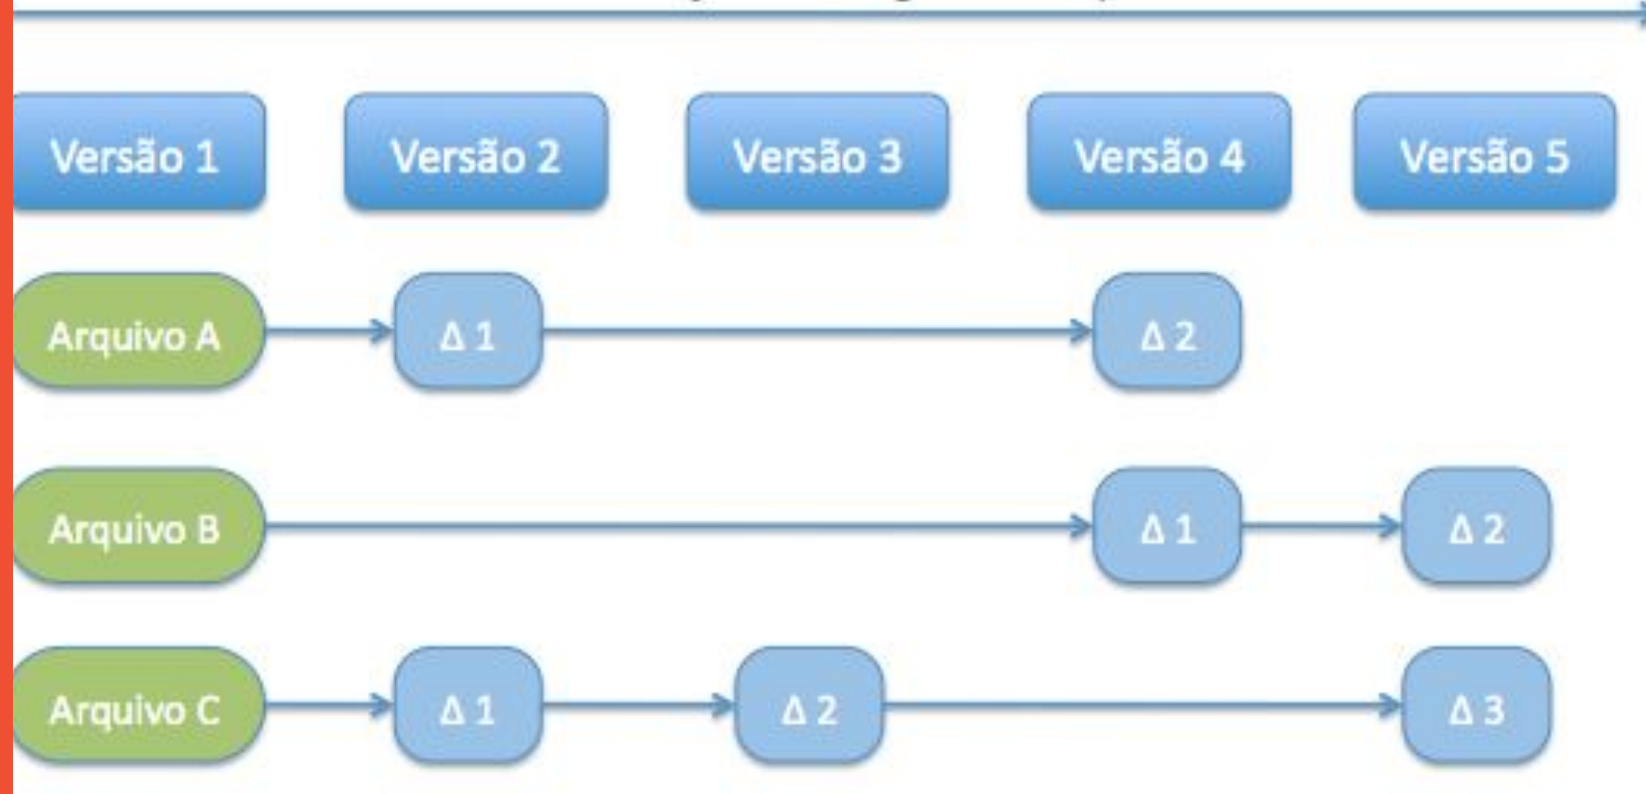 Versão 1 Versão 2 Versão 3 Versão 4 Versão 5
Arquivo A Δ 1 Δ 2
Arquivo B Δ 1 Δ 2
Arquivo C Δ 1 Δ 2 Δ 3